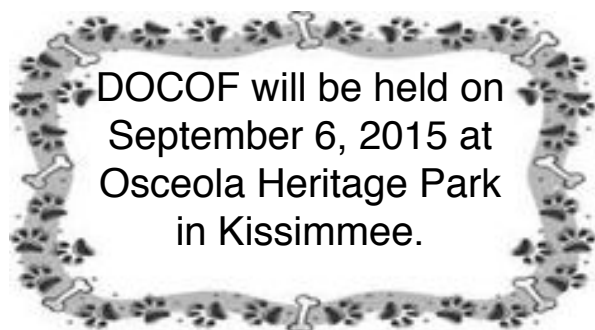 DOCOF will be held on
September 6, 2015 at
Osceola Heritage Park
in Kissimmee.